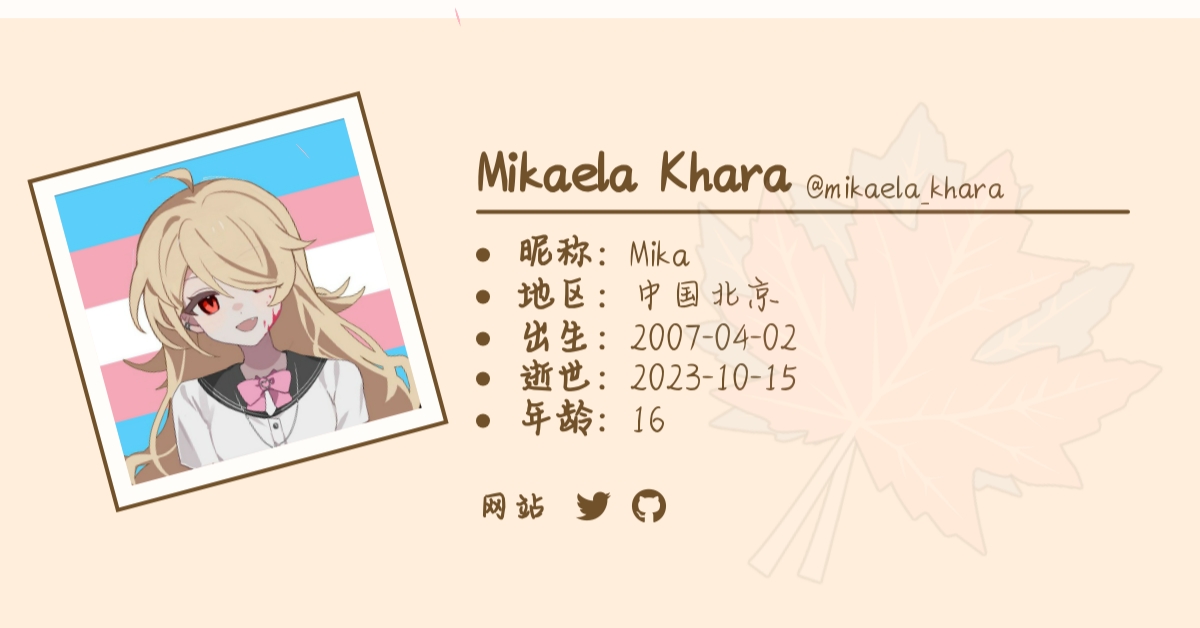 Mikaela Khara @mikaela_khara
昵称： Mika
地区： 中国北京
出生： 2007-04-02
逝世： 2023-10-15
年龄： 16
网站